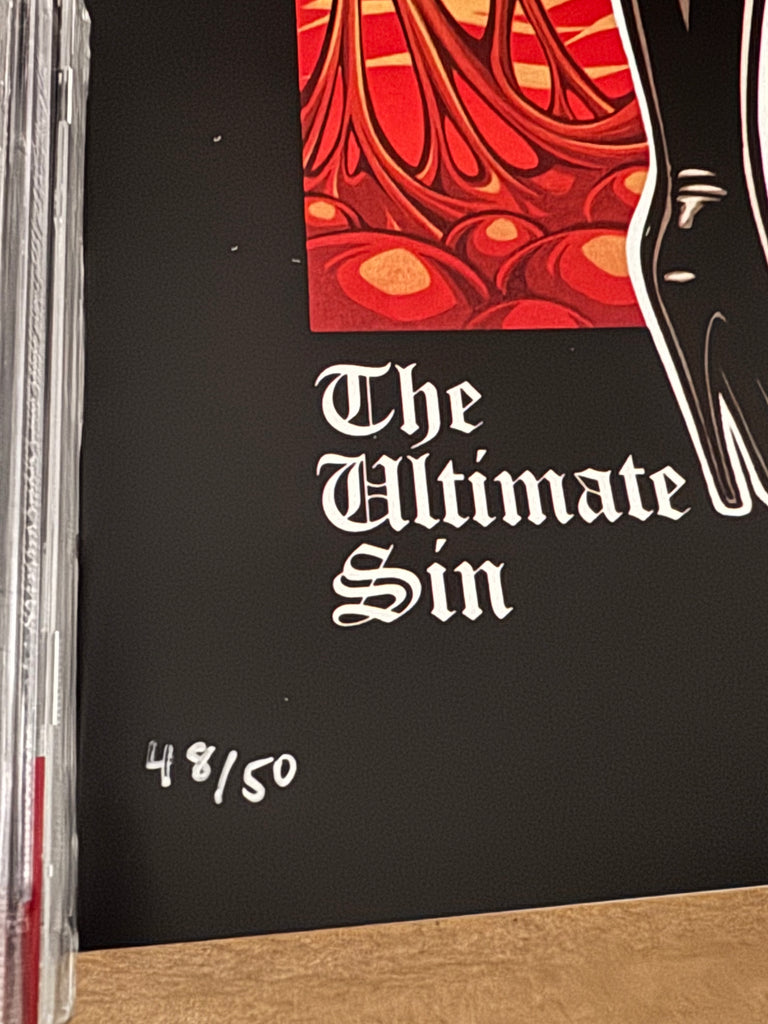 The
Ultimate
Sin
48/50